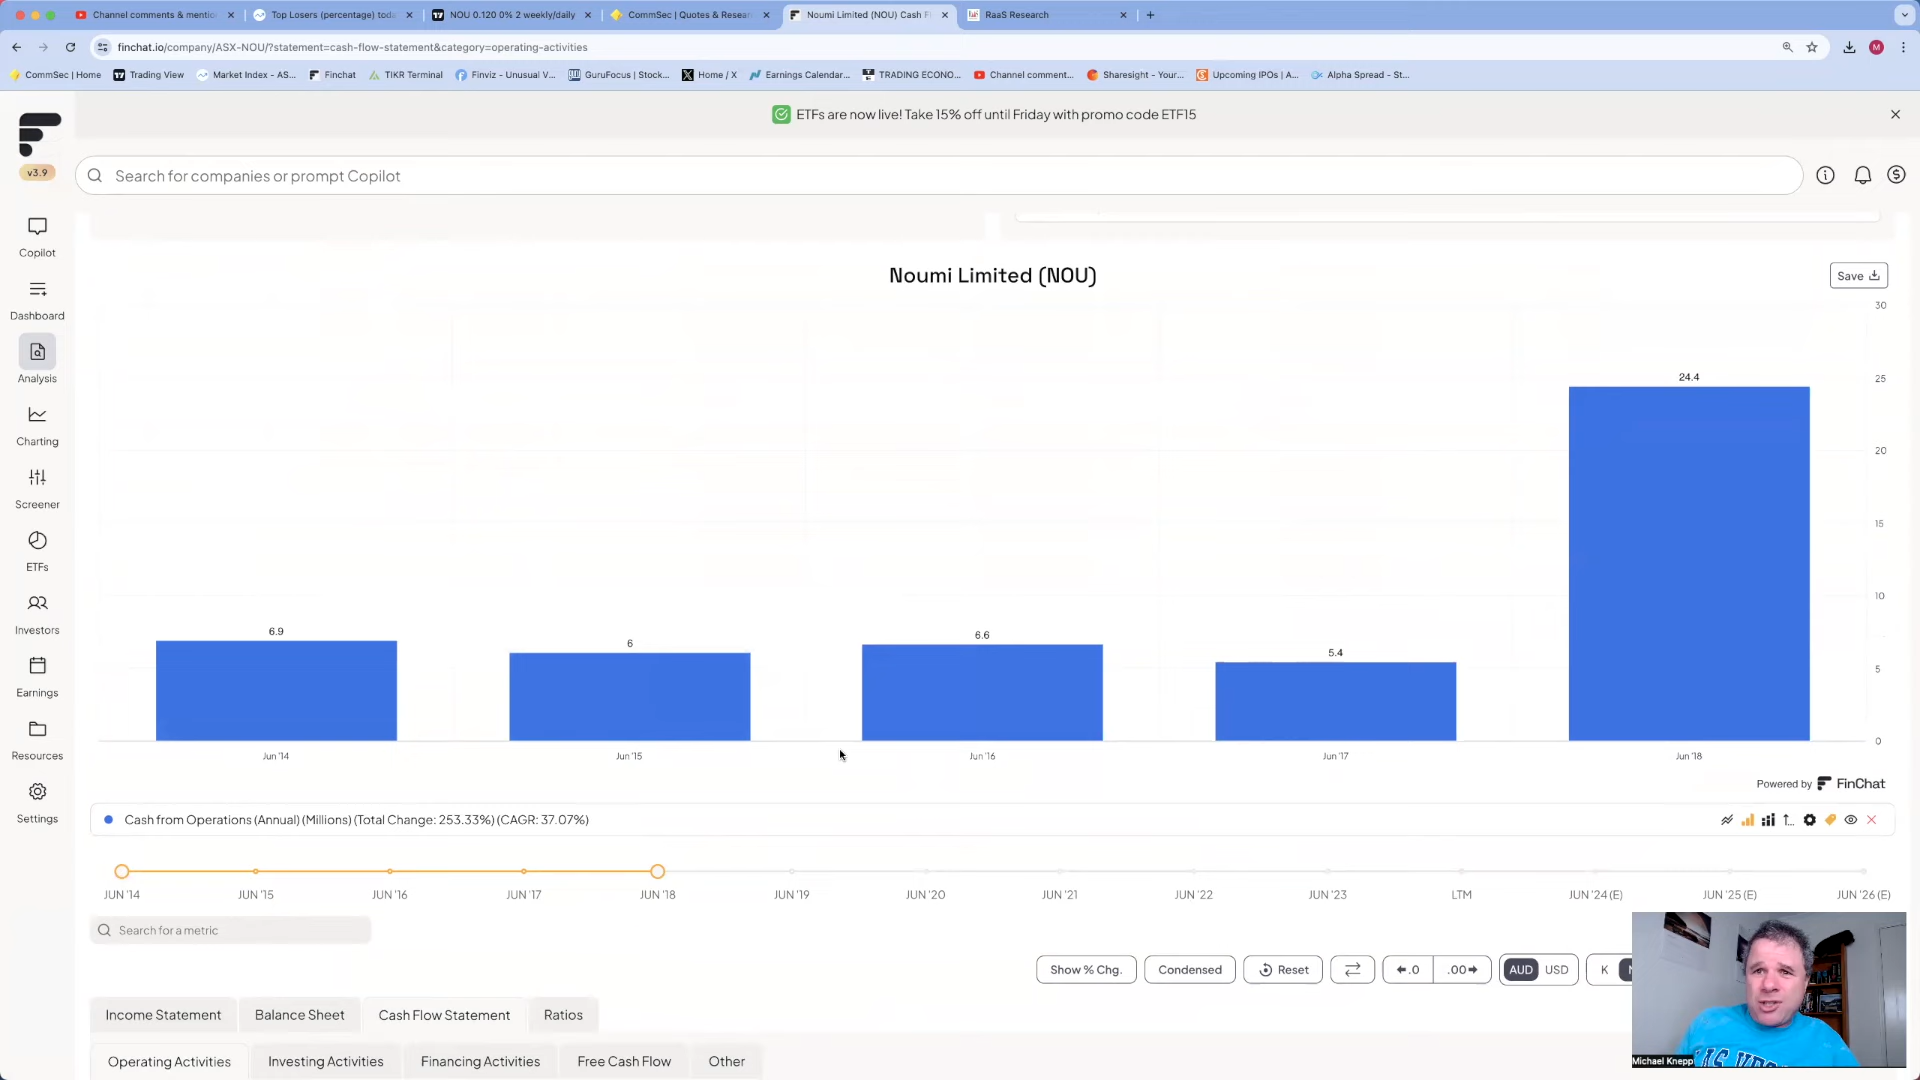 Channel comments & mentio
Top Losers (percentage) toda
NOU 0.120 0% 2 weekly/daily
CommSec | Quotes & Resear
Noumi Limited (NOU) Cash F
RaaS Research
finchat.io/company/ASX-NOU/?statement=cash-flow-statement&category=operating-activities
M
CommSec | Home
Trading View
Market Index - AS...
Finchat
TIKR Terminal
Finviz - Unusual V...
GuruFocus | Stock...
Home / X
Earnings Calendar...
TRADING ECONO...
Channel comment...
Sharesight - Your...
Upcoming IPOs | A...
Alpha Spread - St...
ETFs are now live! Take 15% off until Friday with promo code ETF15
v3.9
Search for companies or prompt Copilot
Copilot
Dashboard
Analysis
Charting
Screener
ETFs
Investors
Earnings
Resources
Settings
Noumi Limited (NOU)
Save
30
25
20
15
10
5
0
6.9
6
6.6
5.4
24.4
Jun '14
Jun '15
Jun '16
Jun '17
Jun '18
Powered by FinChat
Cash from Operations (Annual) (Millions) (Total Change: 253.33%) (CAGR: 37.07%)
JUN '14
JUN '15
JUN '16
JUN '17
JUN '18
JUN '19
JUN '20
JUN '21
JUN '22
JUN '23
LTM
JUN '24 (E)
JUN '25 (E)
JUN '26 (E)
Search for a metric
Show % Chg.
Condensed
Reset
.0
.00
AUD
USD
K
Income Statement
Balance Sheet
Cash Flow Statement
Ratios
Operating Activities
Investing Activities
Financing Activities
Free Cash Flow
Other
Michael Knepp